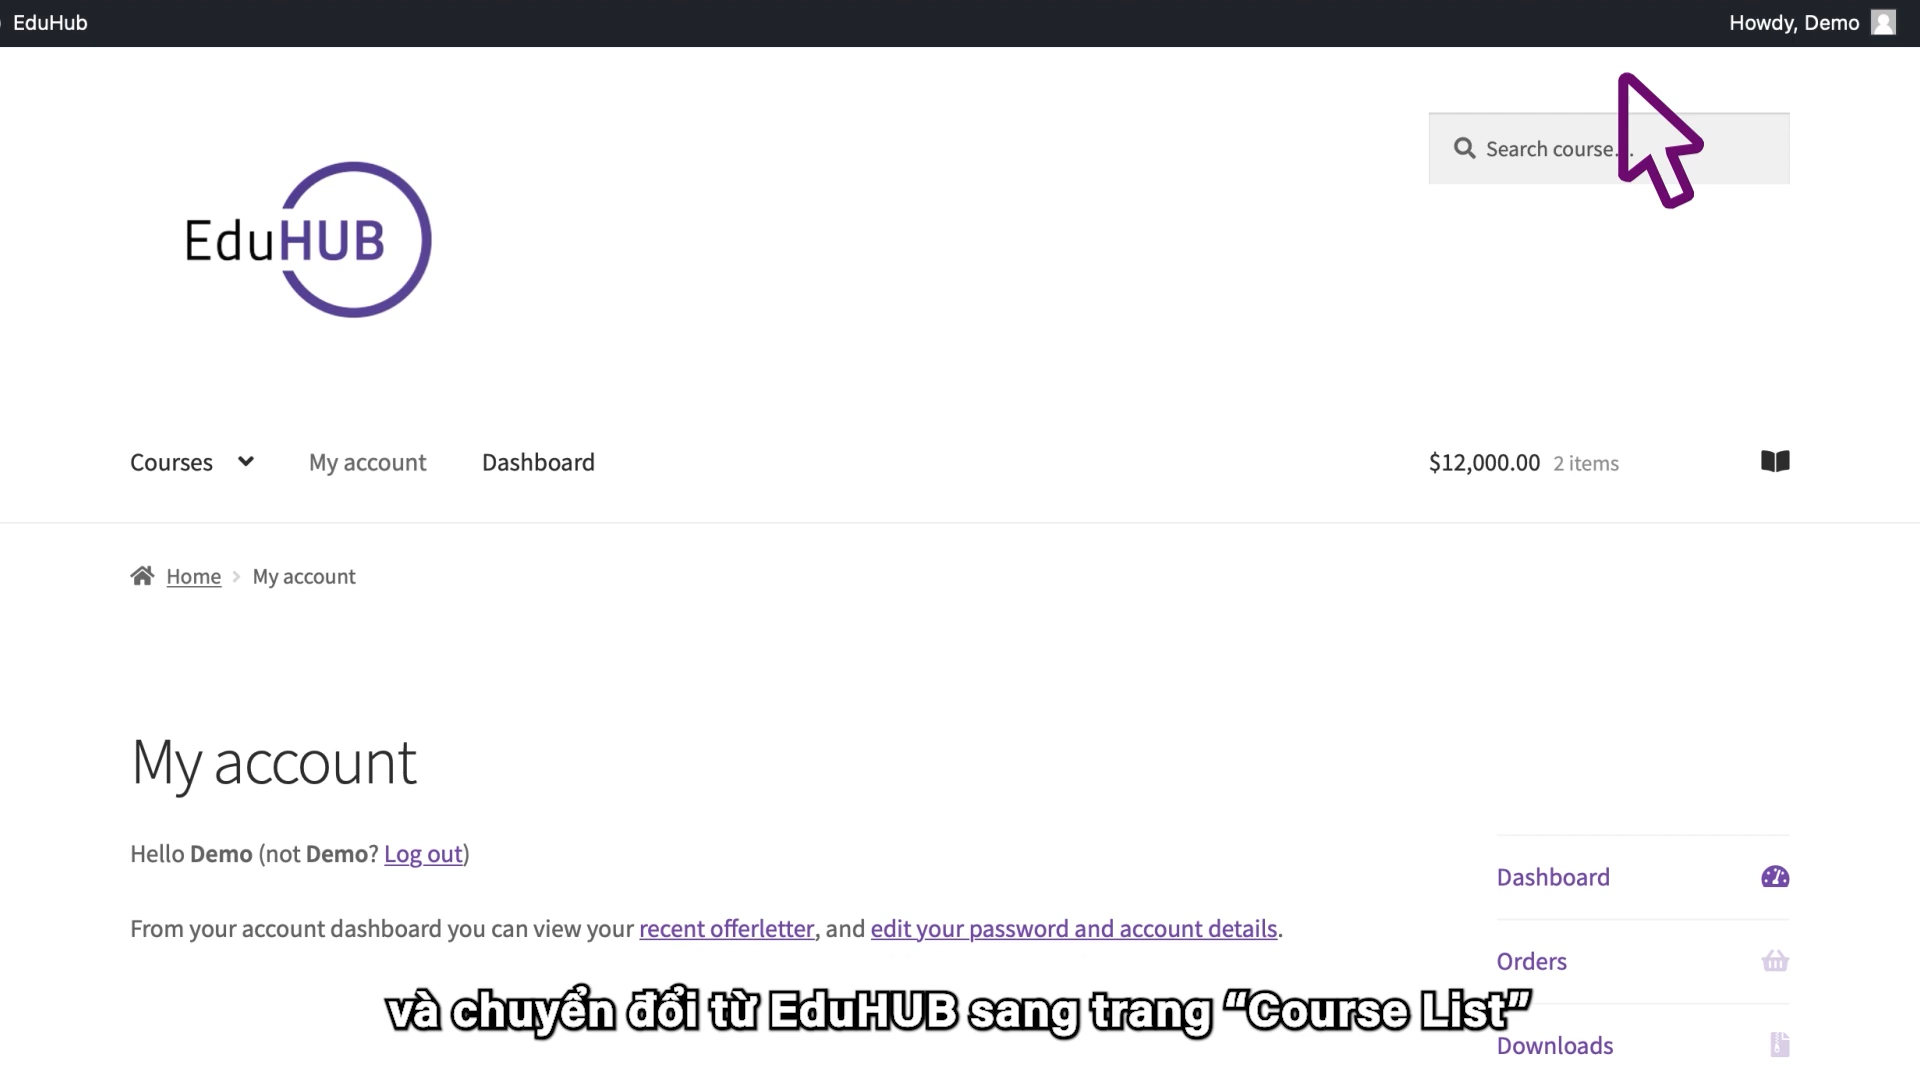 EduHub
Howdy, Demo
Search course...
EduHUB
Courses
My account
Dashboard
$12,000.00 2 items
Home > My account
My account
Hello Demo (not Demo? Log out)
Dashboard
From your account dashboard you can view your recent offerletter, and edit your password and account details.
Orders
và chuyển đổi từ EduHUB sang trang “Course List”
Downloads